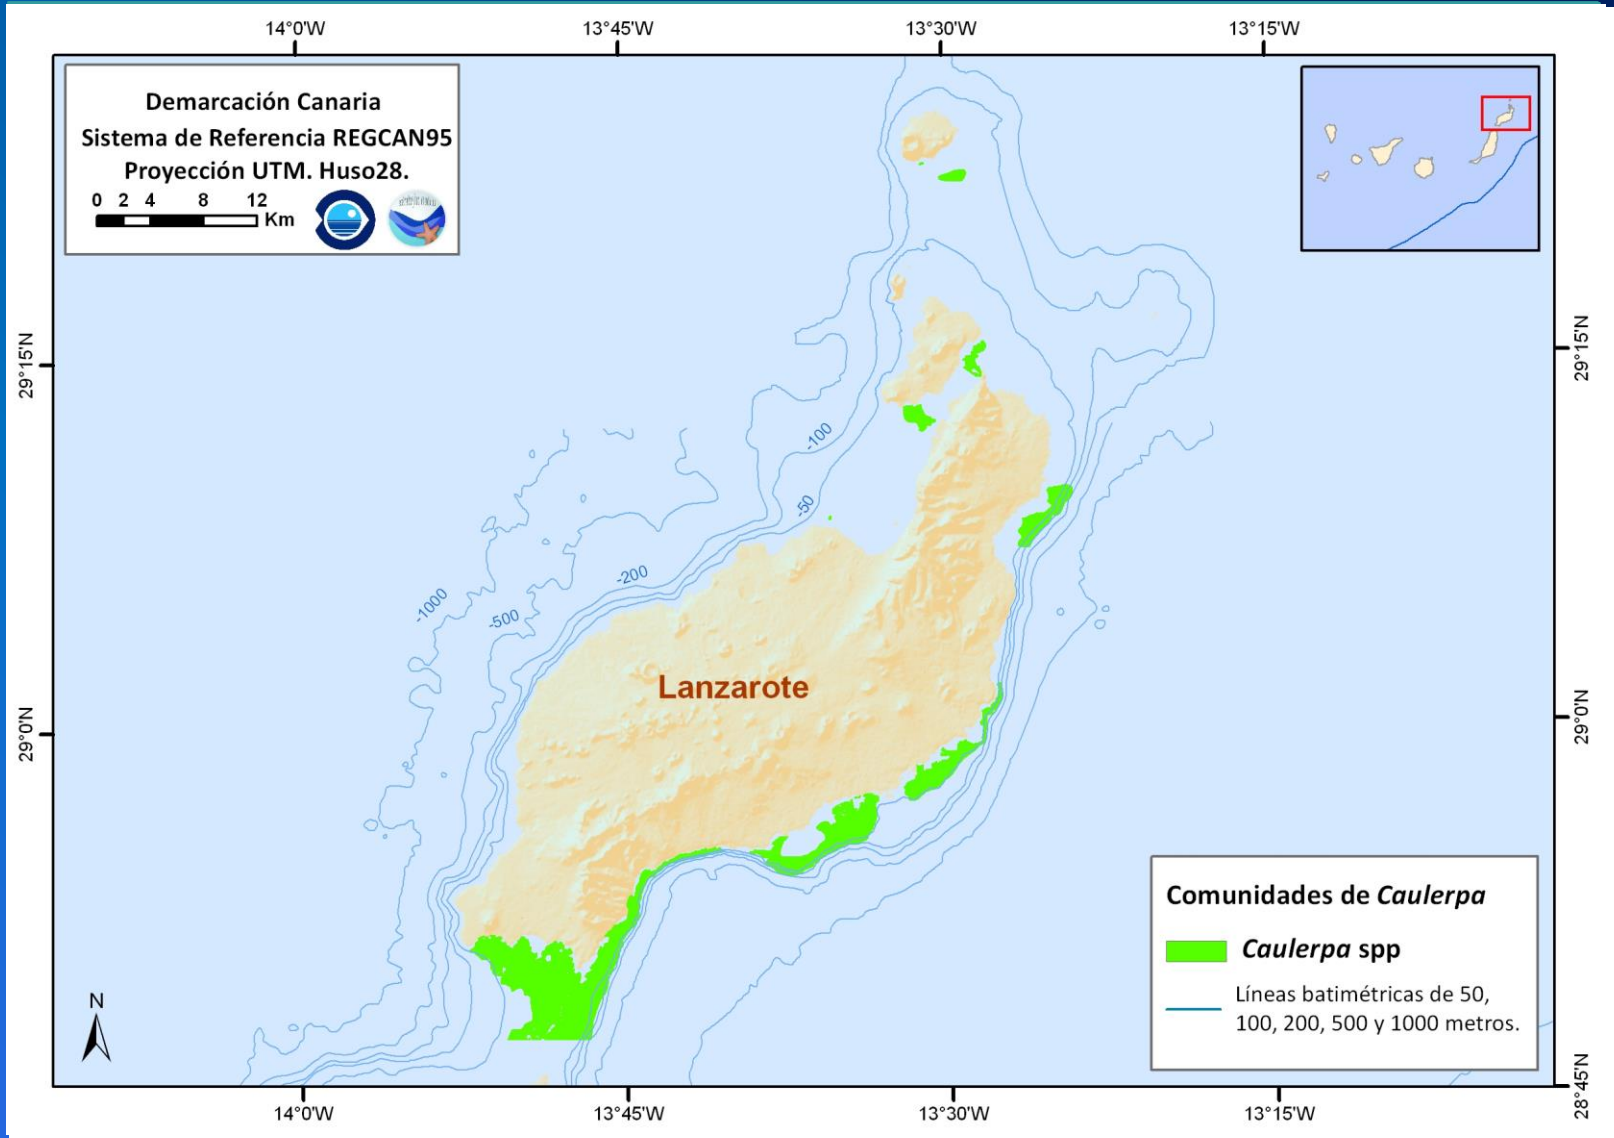 14°0'W
13°45'W
13°30'W
13°15'W
Demarcación Canaria
Sistema de Referencia REGCAN95
Proyección UTM. Huso28.
0 2 4 8 12
Km
29°15'N
29°15'N
-100
-50
-200
-1000
-500
Lanzarote
29°0'N
29°0'N
Comunidades de Caulerpa
Caulerpa spp
Líneas batimétricas de 50,
100, 200, 500 y 1000 metros.
N
28°45'N
14°0'W
13°45'W
13°30'W
13°15'W